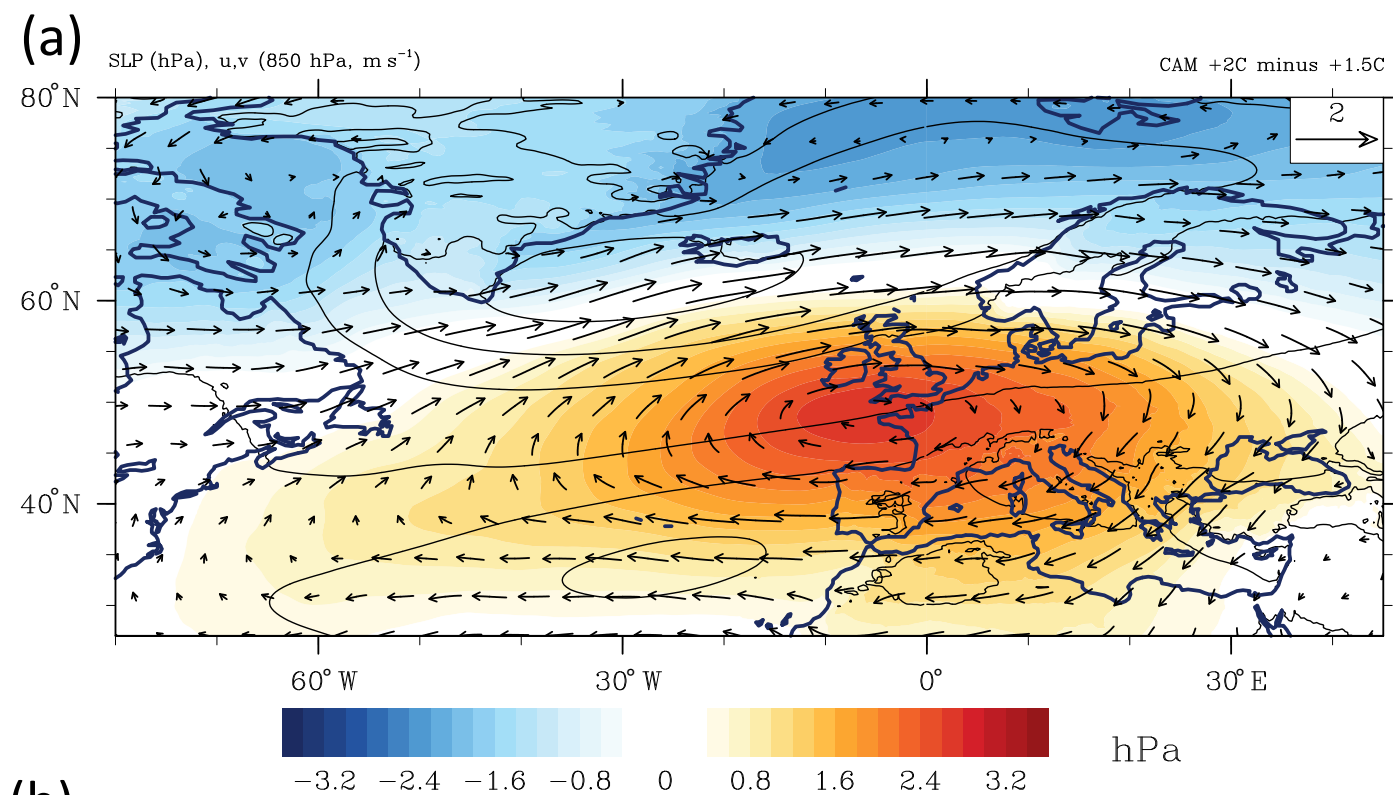 (a)
SLP (hPa), u,v (850 hPa, m s⁻¹)
CAM +2C minus +1.5C
80°N
2
60°N
40°N
60°W 30°W 0° 30°E
−3.2 −2.4 −1.6 −0.8 0 0.8 1.6 2.4 3.2
hPa
(b)